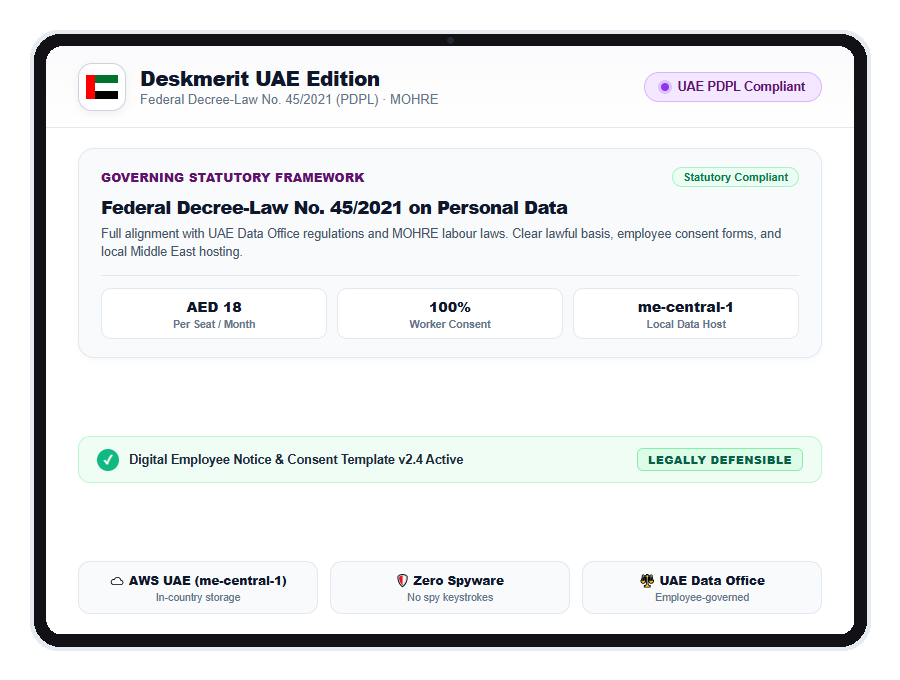 Deskmerit UAE Edition
Federal Decree-Law No. 45/2021 (PDPL) · MOHRE
UAE PDPL Compliant
GOVERNING STATUTORY FRAMEWORK
Statutory Compliant
Federal Decree-Law No. 45/2021 on Personal Data
Full alignment with UAE Data Office regulations and MOHRE labour laws. Clear lawful basis, employee consent forms, and
local Middle East hosting.
AED 18
Per Seat / Month
100%
Worker Consent
me-central-1
Local Data Host
Digital Employee Notice & Consent Template v2.4 Active
LEGALLY DEFENSIBLE
AWS UAE (me-central-1)
In-country storage
Zero Spyware
No spy keystrokes
UAE Data Office
Employee-governed